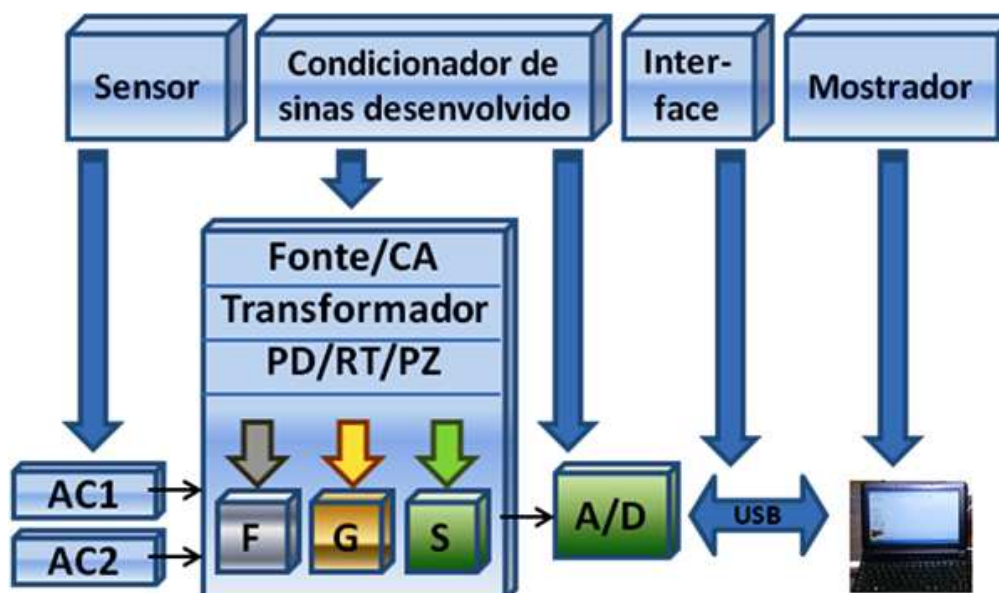 Sensor
Condicionador de
sinas desenvolvido
Inter-
face
Mostrador
Fonte/CA
Transformador
PD/RT/PZ
AC1
AC2
F
G
S
A/D
USB